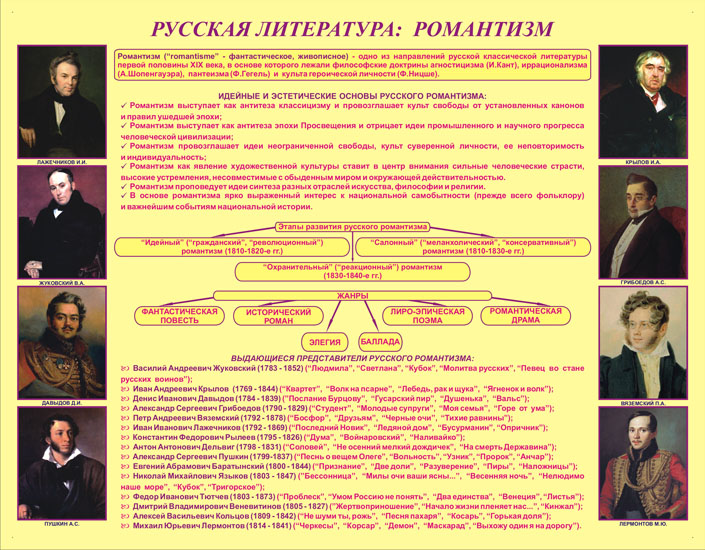 РУССКАЯ ЛИТЕРАТУРА: РОМАНТИЗМ
Романтизм ("romantisme" - фантастическое, живописное) - одно из направлений русской классической литературы
первой половины XIX века, в основе которого лежали философские доктрины агностицизма (И.Кант), иррационализма
(А.Шопенгауэра), пантеизма (Ф.Гегель) и культа героической личности (Ф.Ницше).
ИДЕЙНЫЕ И ЭСТЕТИЧЕСКИЕ ОСНОВЫ РУССКОГО РОМАНТИЗМА:
✓ Романтизм выступает как антитеза классицизму и провозглашает культ свободы от установленных канонов
и правил ушедшей эпохи;
✓ Романтизм выступает как антитеза эпохи Просвещения и отрицает идеи промышленного и научного прогресса
человеческой цивилизации;
✓ Романтизм провозглашает идеи неограниченной свободы, культ суверенной личности, ее неповторимость
и индивидуальность;
✓ Романтизм как явление художественной культуры ставит в центр внимания сильные человеческие страсти,
высокие устремления, несовместимые с обыденным миром и окружающей действительностью.
✓ Романтизм проповедует идеи синтеза разных отраслей искусства, философии и религии.
✓ В основе романтизма ярко выраженный интерес к национальной самобытности (прежде всего фольклору)
и важнейшим событиям национальной истории.
ЛАЖЕЧНИКОВ И.И.
КРЫЛОВ И.А.
Этапы развития русского романтизма
"Идейный" ("гражданский", "революционный")
романтизм (1810-1820-е гг.)
"Салонный" ("меланхолический", "консервативный")
романтизм (1810-1830-е гг.)
"Охранительный" ("реакционный") романтизм
(1830-1840-е гг.)
ЖУКОВСКИЙ В.А.
ГРИБОЕДОВ А.С.
ЖАНРЫ
ФАНТАСТИЧЕСКАЯ
ПОВЕСТЬ
ИСТОРИЧЕСКИЙ
РОМАН
ЛИРО-ЭПИЧЕСКАЯ
ПОЭМА
РОМАНТИЧЕСКАЯ
ДРАМА
ЭЛЕГИЯ
БАЛЛАДА
ВЫДАЮЩИЕСЯ ПРЕДСТАВИТЕЛИ РУССКОГО РОМАНТИЗМА:
Василий Андреевич Жуковский (1783 - 1852) ("Людмила", "Светлана", "Кубок", "Молитва русских", "Певец во стане
русских воинов");
Иван Андреевич Крылов (1769 - 1844) ("Квартет", "Волк на псарне", "Лебедь, рак и щука", "Ягненок и волк");
Денис Иванович Давыдов (1784- 1839) ("Послание Бурцову", "Гусарский пир", "Душенька", "Вальс");
Александр Сергеевич Грибоедов (1790 - 1829) ("Студент", "Молодые супруги", "Моя семья", "Горе от ума")
Петр Андреевич Вяземский (1792 - 1878) ("Босфор", "Друзьям", "Черные очи", "Тихие равнины);
Иван Иванович Лажечников (1792 - 1869) ("Последний Новик", "Ледяной дом", "Бусурманин", "Опричник");
Константин Федорович Рылеев (1795 - 1826) ("Дума", "Войнаровский", "Наливайко");
Антон Антонович Дельвиг (1798 - 1831) ("Соловей", "Не осенний мелкий дождичек", "На смерть Державина");
Александр Сергеевич Пушкин (1799-1837) ("Песнь о вещем Олеге", "Вольность", "Узник", "Пророк", "Анчар");
Евгений Абрамович Баратынский (1800 - 1844) ("Признание", "Две доли", "Разуверение", "Пиры", "Наложницы")
Николай Михайлович Языков (1803 - 1847) ("Бессонница", "Милы очи ваши ясны...", "Весенняя ночь", "Нелюдимо
наше море", "Кубок", "Тригорское");
Федор Иванович Тютчев (1803 - 1873) ("Проблеск", "Умом Россию не понять", "Два единства", "Венеция", "Листья");
Дмитрий Владимирович Веневитинов (1805 - 1827) ("Жертвоприношение", "Начало жизни пленяет нас...", "Кинжал");
Алексей Васильевич Кольцов (1809 - 1842) ("Не шуми ты, рожь", "Песня пахаря", "Косарь", "Горькая доля");
Михаил Юрьевич Лермонтов (1814 - 1841) ("Черкесы", "Корсар", "Демон", "Маскарад", "Выхожу один я на дорогу").
ДАВЫДОВ Д.И.
ВЯЗЕМСКИЙ П.А.
ПУШКИН А.С.
ЛЕРМОНТОВ М.Ю,